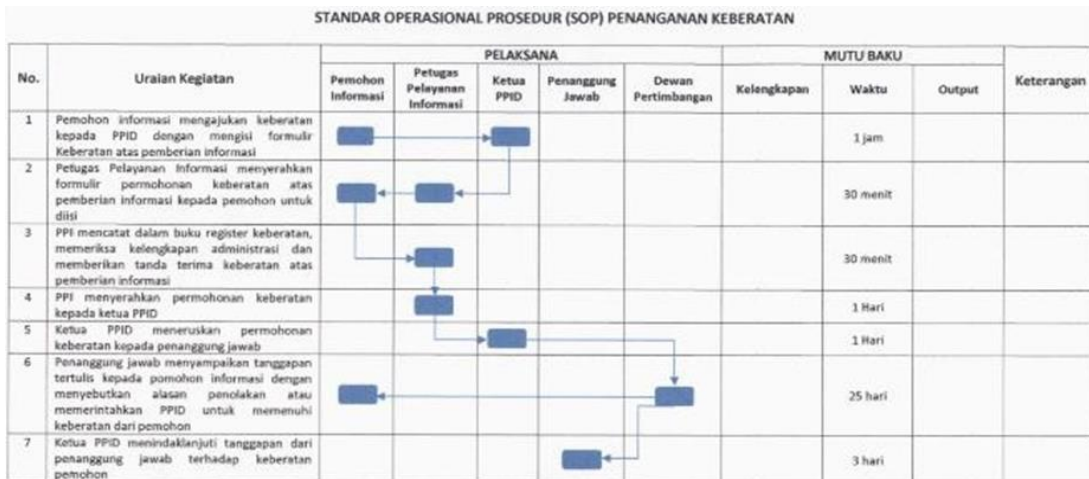 STANDAR OPERASIONAL PROSEDUR (SOP) PENANGANAN KEBERATAN
No.
Uraian Kegiatan
PELAKSANA
MUTU BAKU
Keterangan
Pemohon
Informasi
Petugas
Pelayanan
Informasi
Ketua
PPID
Penanggung
Jawab
Dewan
Pertimbangan
Kelengkapan
Waktu
Output
1
Pemohon informasi mengajukan keberatan
kepada PPID dengan mengisi formulir
Keberatan atas pemberian informasi
1 jam
2
Petugas Pelayanan Informasi menyerahkan
formulir permohonan keberatan atas
pemberian informasi kepada pemohon untuk
diisi
30 menit
3
PPI mencatat dalam buku register keberatan,
memeriksa kelengkapan administrasi dan
memberikan tanda terima keberatan atas
pemberian informasi
30 menit
4
PPI menyerahkan permohonan keberatan
kepada ketua PPID
1 Hari
5
Ketua PPID meneruskan permohonan
keberatan kepada penanggung jawab
1 Hari
6
Penanggung jawab menyampaikan tanggapan
tertulis kepada pomohon informasi dengan
menyebutkan alasan penolakan atau
memerintahkan PPID untuk memenuhi
keberatan dari pemohon
25 hari
7
Ketua PPID menindaklanjuti tanggapan dari
penanggung jawab terhadap keberatan
pemohon
3 hari